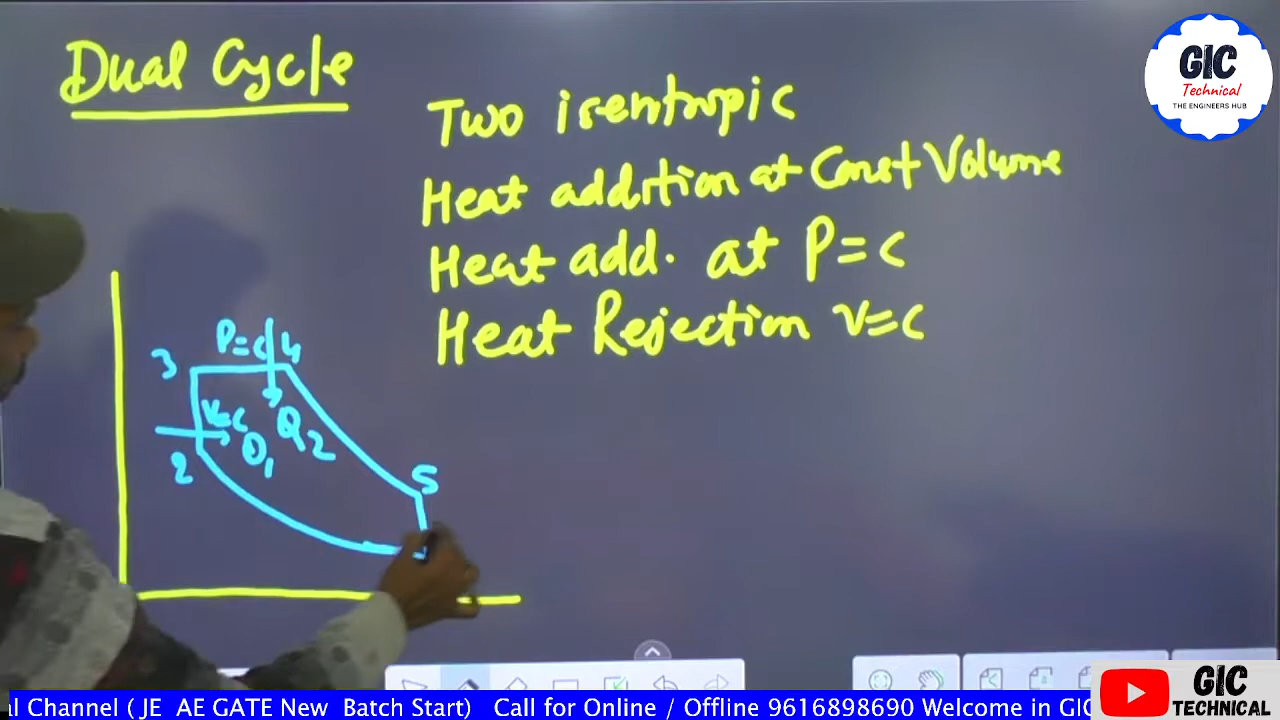 Dual Cycle
Two isentropic
Heat addition at Const Volume
Heat add. at P=c
Heat Rejection v=c
3
P=c
4
V=c
Q2
Q1
2
5
GIC
Technical
THE ENGINEERS HUB
l Channel ( JE AE GATE New Batch Start) Call for Online / Offline 9616898690 Welcome in GIC
GIC
TECHNICAL